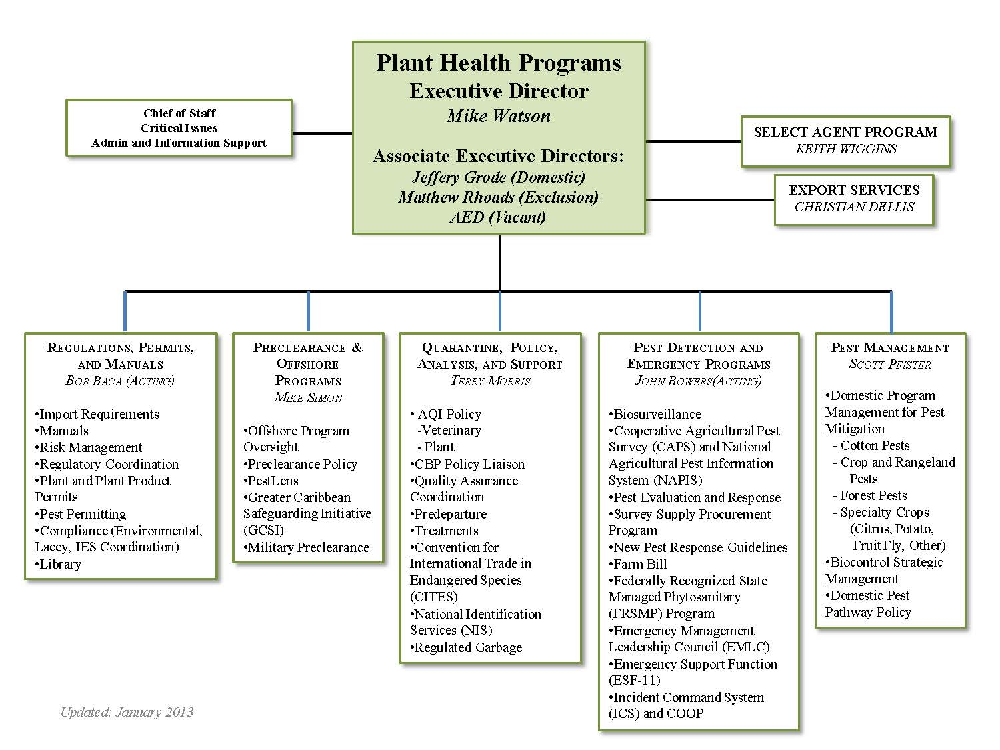 Plant Health Programs
Executive Director
Mike Watson
Associate Executive Directors:
Jeffery Grode (Domestic)
Matthew Rhoads (Exclusion)
AED (Vacant)
Chief of Staff
Critical Issues
Admin and Information Support
SELECT AGENT PROGRAM
KEITH WIGGINS
EXPORT SERVICES
CHRISTIAN DELLIS
REGULATIONS, PERMITS,
AND MANUALS
BOB BACA (ACTING)
•Import Requirements
•Manuals
•Risk Management
•Regulatory Coordination
•Plant and Plant Product
Permits
•Pest Permitting
•Compliance (Environmental,
Lacey, IES Coordination)
•Library
PRECLEARANCE &
OFFSHORE
PROGRAMS
MIKE SIMON
•Offshore Program
Oversight
•Preclearance Policy
•PestLens
•Greater Caribbean
Safeguarding Initiative
(GCSI)
•Military Preclearance
QUARANTINE, POLICY,
ANALYSIS, AND SUPPORT
TERRY MORRIS
• AQI Policy
-Veterinary
- Plant
•CBP Policy Liaison
•Quality Assurance
Coordination
•Predeparture
•Treatments
•Convention for
International Trade in
Endangered Species
(CITES)
•National Identification
Services (NIS)
•Regulated Garbage
PEST DETECTION AND
EMERGENCY PROGRAMS
JOHN BOWERS(ACTING)
•Biosurveillance
•Cooperative Agricultural Pest
Survey (CAPS) and National
Agricultural Pest Information
System (NAPIS)
•Pest Evaluation and Response
•Survey Supply Procurement
Program
•New Pest Response Guidelines
•Farm Bill
•Federally Recognized State
Managed Phytosanitary
(FRSMP) Program
•Emergency Management
Leadership Council (EMLC)
•Emergency Support Function
(ESF-11)
•Incident Command System
(ICS) and COOP
PEST MANAGEMENT
SCOTT PFISTER
•Domestic Program
Management for Pest
Mitigation
- Cotton Pests
- Crop and Rangeland
Pests
- Forest Pests
- Specialty Crops
(Citrus, Potato,
Fruit Fly, Other)
•Biocontrol Strategic
Management
•Domestic Pest
Pathway Policy
Updated: January 2013